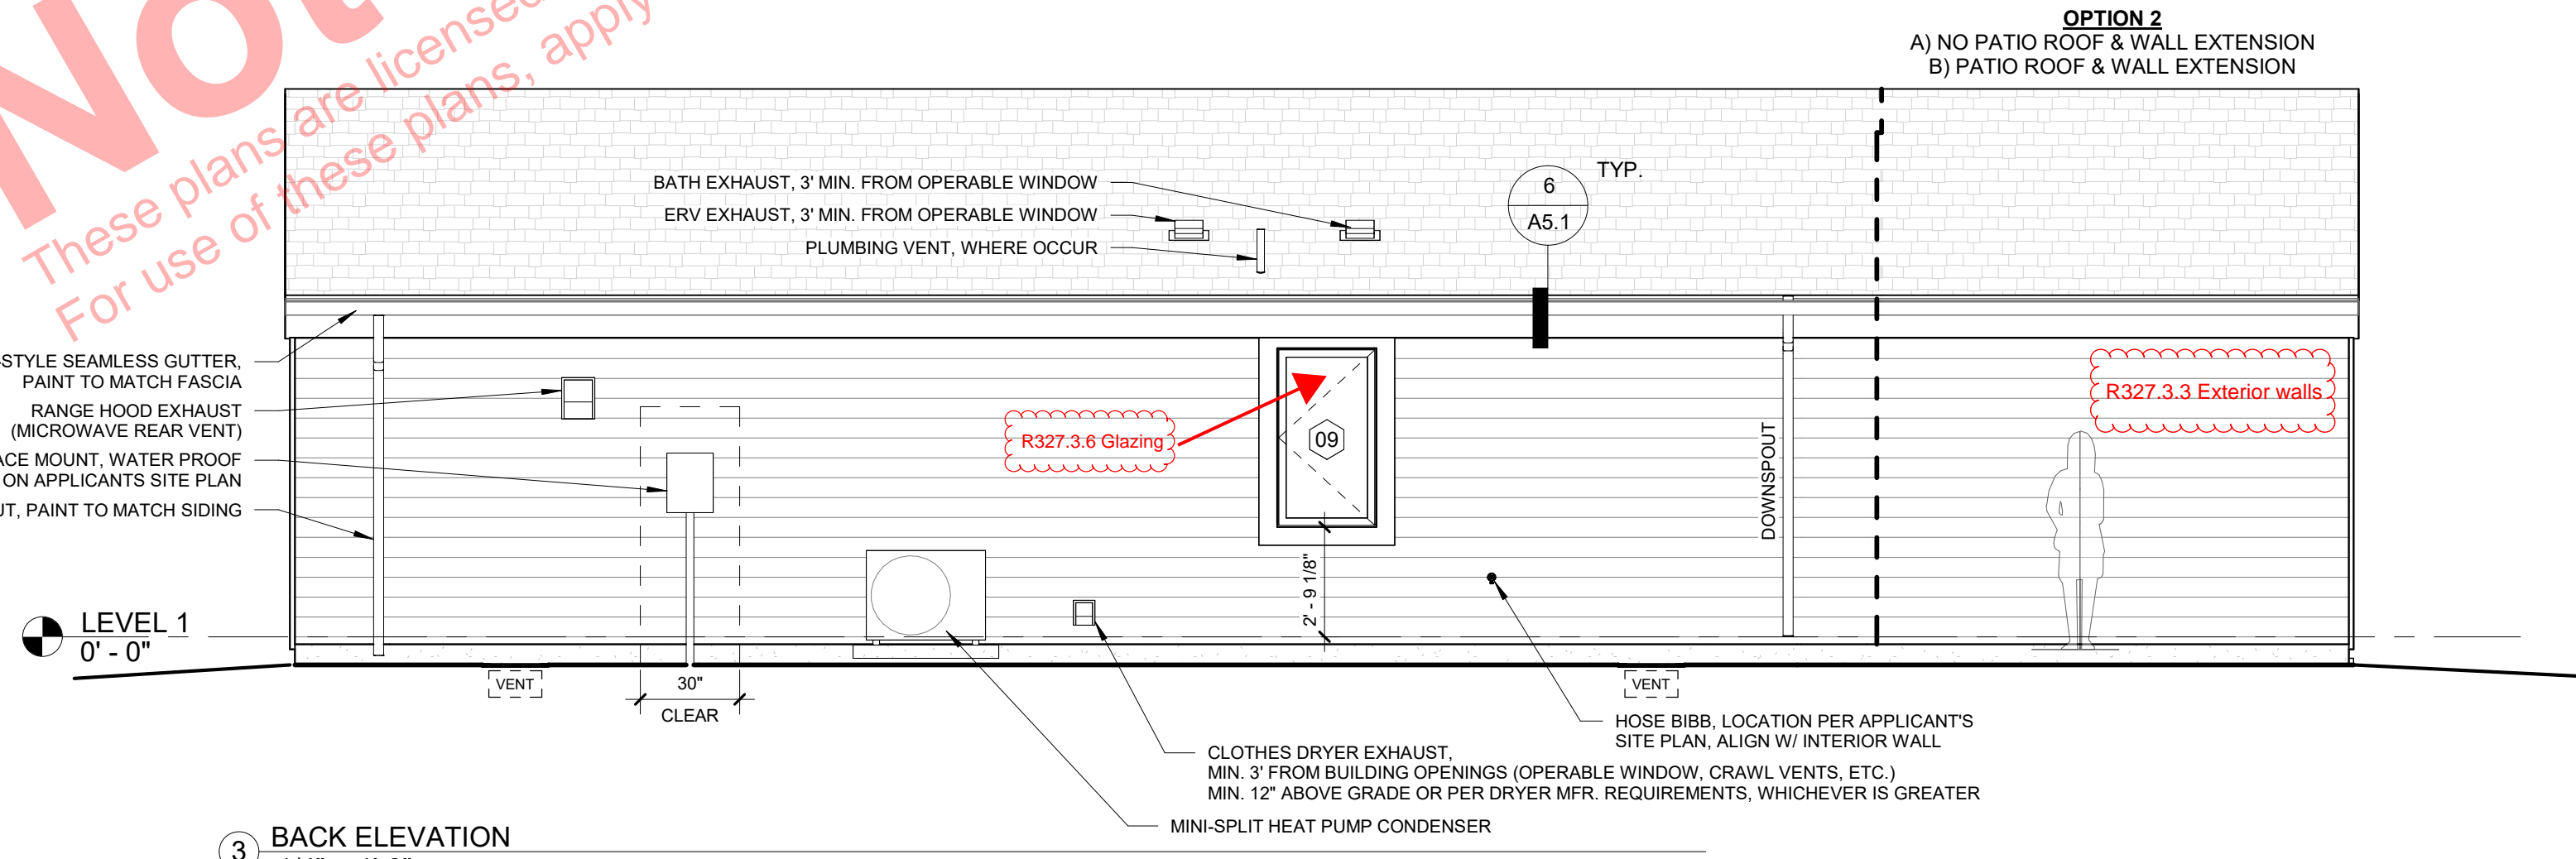 Not
These plans are licensed
For use of these plans, apply
OPTION 2
A) NO PATIO ROOF & WALL EXTENSION
B) PATIO ROOF & WALL EXTENSION
BATH EXHAUST, 3' MIN. FROM OPERABLE WINDOW
ERV EXHAUST, 3' MIN. FROM OPERABLE WINDOW
PLUMBING VENT, WHERE OCCUR
6
A5.1
TYP.
-STYLE SEAMLESS GUTTER,
PAINT TO MATCH FASCIA
RANGE HOOD EXHAUST
(MICROWAVE REAR VENT)
ACE MOUNT, WATER PROOF
ON APPLICANTS SITE PLAN
UT, PAINT TO MATCH SIDING
R327.3.6 Glazing
09
2' - 9 1/8"
DOWNSPOUT
R327.3.3 Exterior walls
LEVEL 1
0' - 0"
VENT
30"
CLEAR
VENT
HOSE BIBB, LOCATION PER APPLICANT'S
SITE PLAN, ALIGN W/ INTERIOR WALL
CLOTHES DRYER EXHAUST,
MIN. 3' FROM BUILDING OPENINGS (OPERABLE WINDOW, CRAWL VENTS, ETC.)
MIN. 12" ABOVE GRADE OR PER DRYER MFR. REQUIREMENTS, WHICHEVER IS GREATER
MINI-SPLIT HEAT PUMP CONDENSER
3
BACK ELEVATION